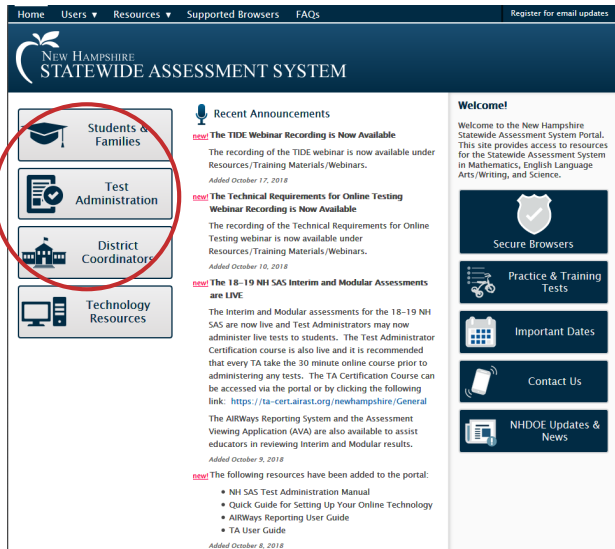 Home Users ▼ Resources ▼ Supported Browsers FAQs Register for email updates
New Hampshire
STATEWIDE ASSESSMENT SYSTEM
Students &
Families
Test
Administration
District
Coordinators
Technology
Resources
Recent Announcements
new! The TIDE Webinar Recording is Now Available
The recording of the TIDE webinar is now available under
Resources/Training Materials/Webinars.
Added October 17, 2018
new! The Technical Requirements for Online Testing
Webinar Recording is Now Available
The recording of the Technical Requirements for Online
Testing webinar is now available under
Resources/Training Materials/Webinars.
Added October 10, 2018
new! The 18-19 NH SAS Interim and Modular Assessments
are LIVE
The Interim and Modular assessments for the 18-19 NH
SAS are now live and Test Administrators may now
administer live tests to students. The Test Administrator
Certification course is also live and it is recommended
that every TA take the 30 minute online course prior to
administering any tests. The TA Certification Course can
be accessed via the portal or by clicking the following
link: https://ta-cert.airast.org/newhampshire/General
The AIRWays Reporting System and the Assessment
Viewing Application (AVA) are also available to assist
educators in reviewing Interim and Modular results.
Added October 9, 2018
new! The following resources have been added to the portal:
• NH SAS Test Administration Manual
• Quick Guide for Setting Up Your Online Technology
• AIRWays Reporting User Guide
• TA User Guide
Added October 8, 2018
Welcome!
Welcome to the New Hampshire
Statewide Assessment System Portal.
This site provides access to resources
for the Statewide Assessment System
in Mathematics, English Language
Arts/Writing, and Science.
Secure Browsers
Practice & Training
Tests
Important Dates
Contact Us
NHDOE Updates &
News